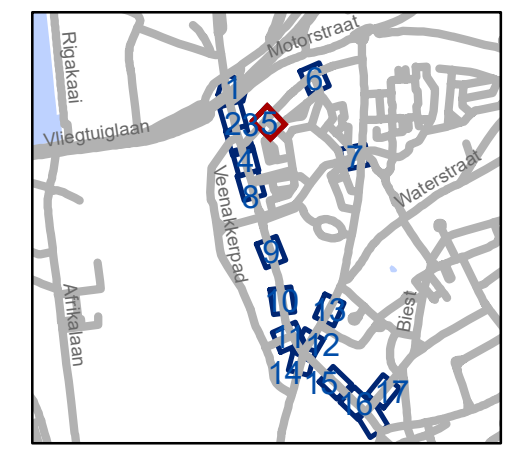 Motorstraat
Rigakaai
6
1
2
3
5
Vliegtuiglaan
4
7
Waterstraat
8
Veenakkerpad
9
10
13
Afrikalaan
Biest
11
12
14
15
16
17